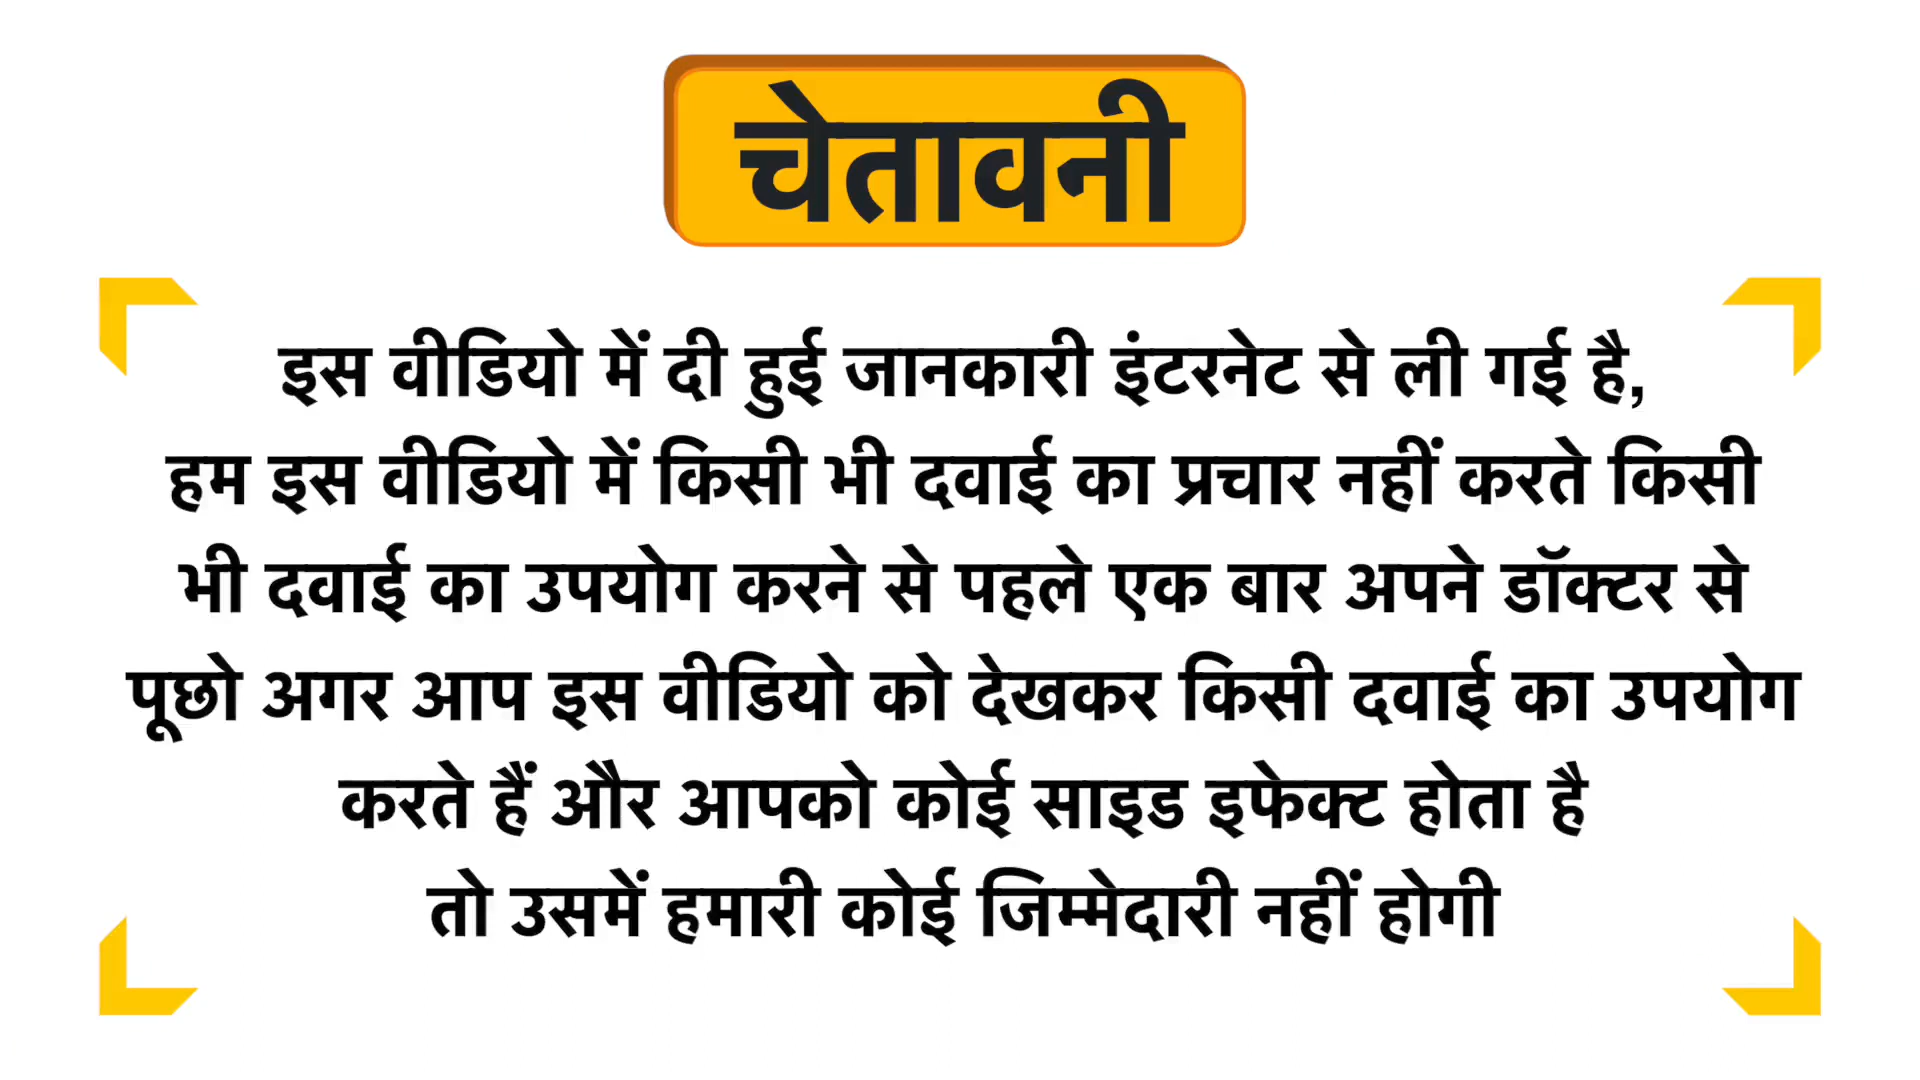 चेतावनी
इस वीडियो में दी हुई जानकारी इंटरनेट से ली गई है,
हम इस वीडियो में किसी भी दवाई का प्रचार नहीं करते किसी
भी दवाई का उपयोग करने से पहले एक बार अपने डॉक्टर से
पूछो अगर आप इस वीडियो को देखकर किसी दवाई का उपयोग
करते हैं और आपको कोई साइड इफेक्ट होता है
तो उसमें हमारी कोई जिम्मेदारी नहीं होगी